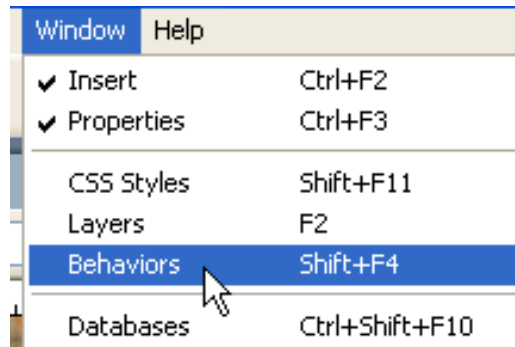 Window Help
Insert Ctrl+F2
Properties Ctrl+F3
CSS Styles Shift+F11
Layers F2
Behaviors Shift+F4
Databases Ctrl+Shift+F10